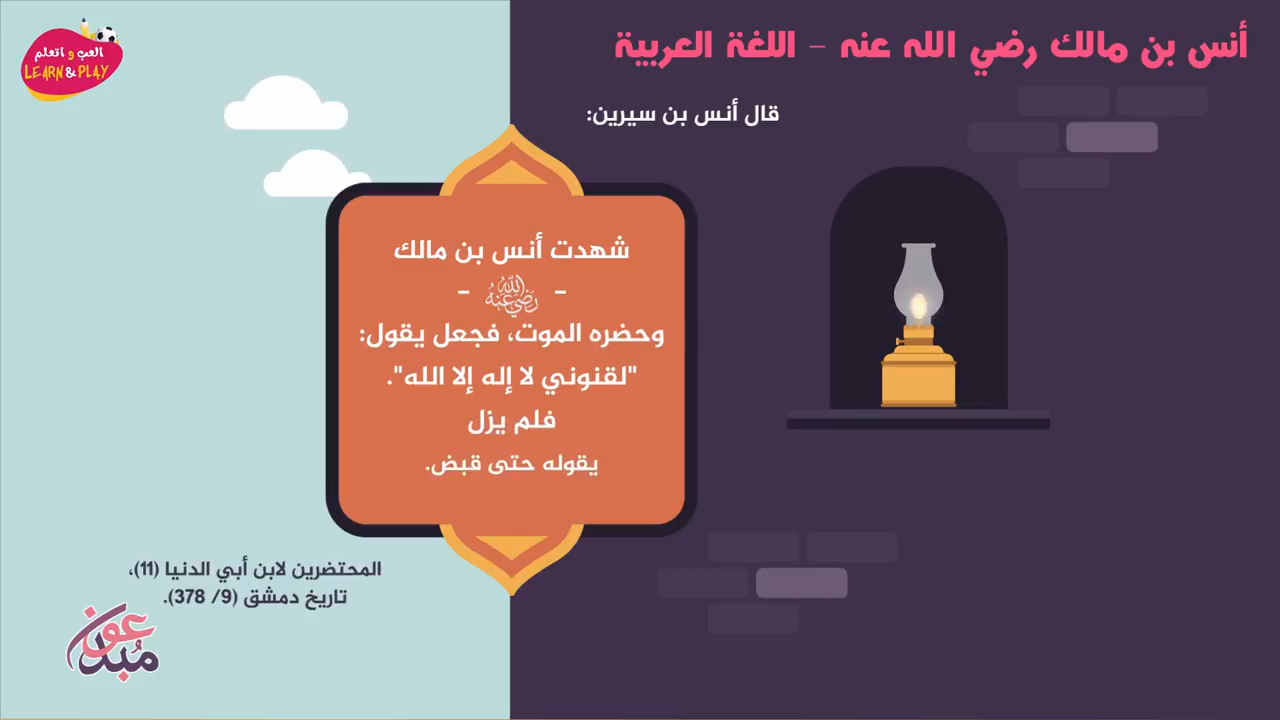 أنس بن مالك رضي الله عنه – اللغة العربية
العب و اتعلم
LEARN & PLAY
قال أنس بن سيرين:
شهدت أنس بن مالك
- رضي الله عنه -
وحضره الموت، فجعل يقول:
"لقنوني لا إله إلا الله".
فلم يزل
يقوله حتى قبض.
المحتضرين لابن أبي الدنيا (11)،
تاريخ دمشق (9/ 378).
مبدعون